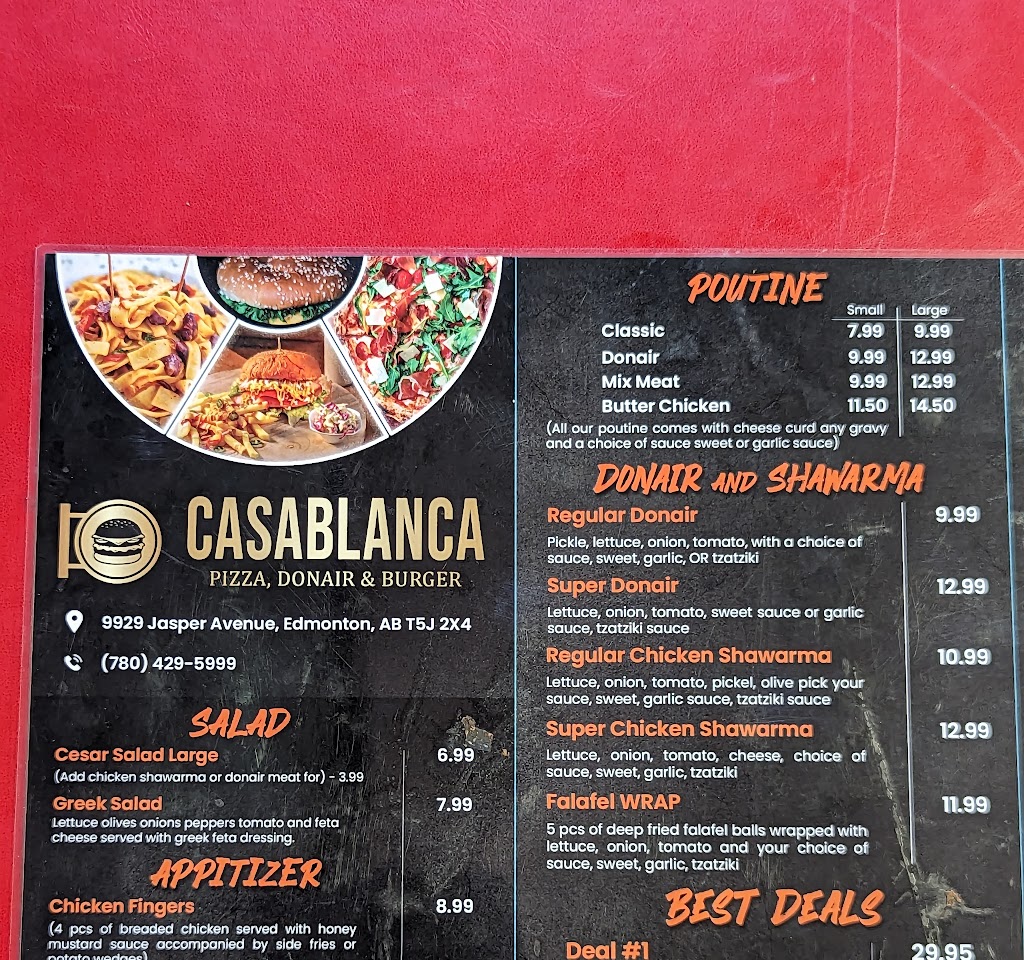 CASABLANCA
PIZZA, DONAIR & BURGER
9929 Jasper Avenue, Edmonton, AB T5J 2X4
(780) 429-5999
SALAD
Cesar Salad Large 6.99
(Add chicken shawarma or donair meat for) - 3.99
Greek Salad 7.99
Lettuce olives onions peppers tomato and feta
cheese served with greek feta dressing.
APPITIZER
Chicken Fingers 8.99
(4 pcs of breaded chicken served with honey
mustard sauce accompanied by side fries or
potato wedges)
POUTINE
Small Large
Classic 7.99 9.99
Donair 9.99 12.99
Mix Meat 9.99 12.99
Butter Chicken 11.50 14.50
(All our poutine comes with cheese curd any gravy
and a choice of sauce sweet or garlic sauce)
DONAIR AND SHAWARMA
Regular Donair 9.99
Pickle, lettuce, onion, tomato, with a choice of
sauce, sweet, garlic, OR tzatziki
Super Donair 12.99
Lettuce, onion, tomato, sweet sauce or garlic
sauce, tzatziki sauce
Regular Chicken Shawarma 10.99
Lettuce, onion, tomato, pickel, olive pick your
sauce, sweet, garlic sauce, tzatziki sauce
Super Chicken Shawarma 12.99
Lettuce, onion, tomato, cheese, choice of
sauce, sweet, garlic, tzatziki
Falafel WRAP 11.99
5 pcs of deep fried falafel balls wrapped with
lettuce, onion, tomato and your choice of
sauce, sweet, garlic, tzatziki
BEST DEALS
Deal #1 29.95